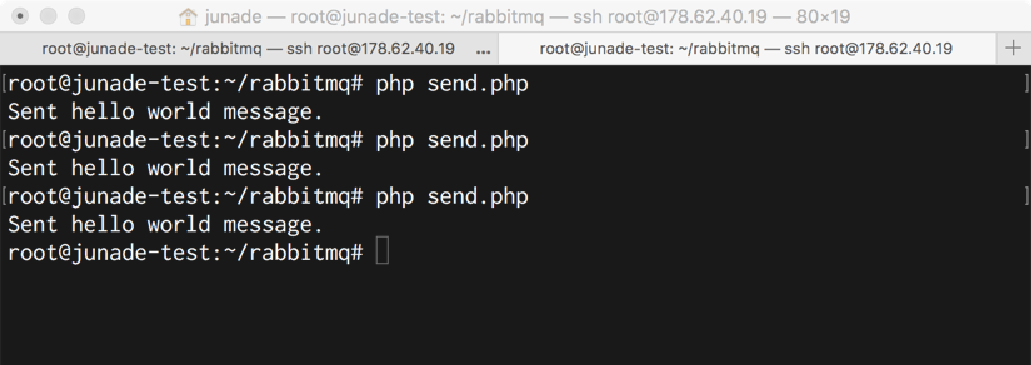 junade — root@junade-test: ~/rabbitmq — ssh root@178.62.40.19 — 80×19
root@junade-test: ~/rabbitmq — ssh root@178.62.40.19 ...
root@junade-test: ~/rabbitmq — ssh root@178.62.40.19 +
[root@junade-test:~/rabbitmq# php send.php ]
Sent hello world message.
[root@junade-test:~/rabbitmq# php send.php ]
Sent hello world message.
[root@junade-test:~/rabbitmq# php send.php ]
Sent hello world message.
root@junade-test:~/rabbitmq#